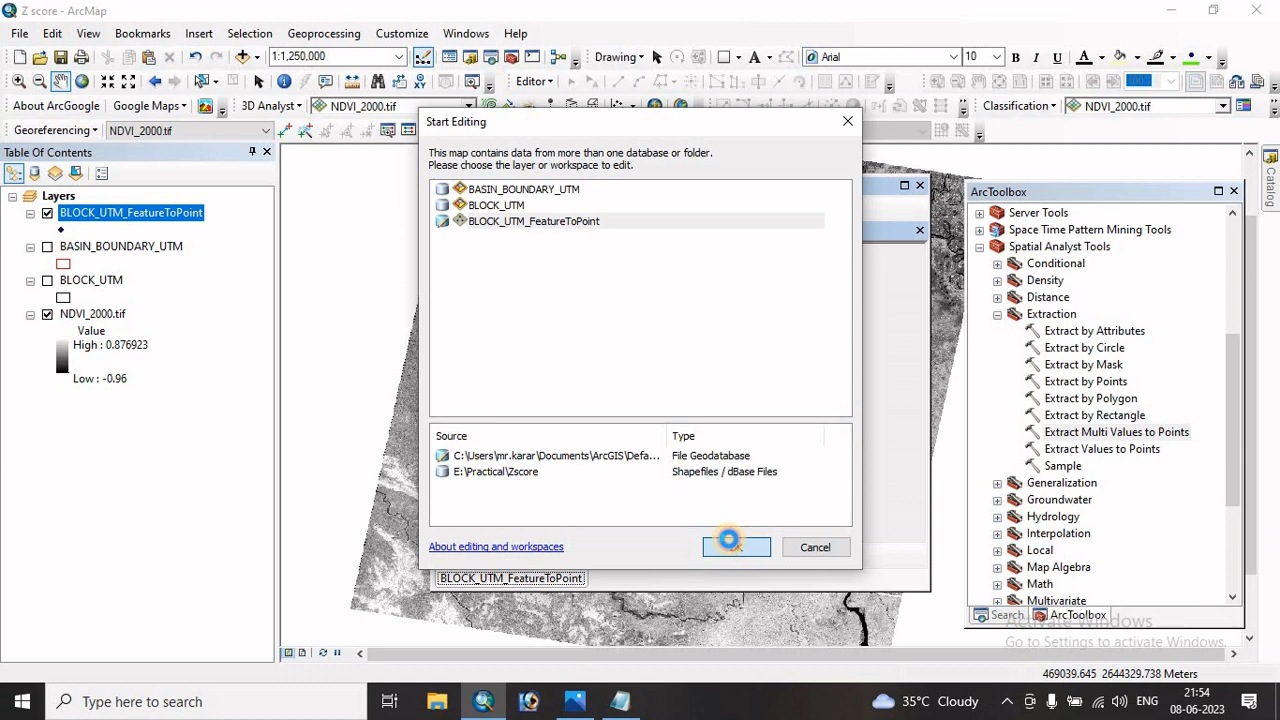 Z score - ArcMap
File Edit View Bookmarks Insert Selection Geoprocessing Customize Windows Help
1:1,250,000 Drawing Arial 10 B I U A
Editor
About ArcGoogle Google Maps 3D Analyst NDVI_2000.tif Classification NDVI_2000.tif
Georeferencing NDVI_2000.tif
Table Of Contents
Layers
BLOCK_UTM_FeatureToPoint
BASIN_BOUNDARY_UTM
BLOCK_UTM
NDVI_2000.tif
Value
High : 0.876923
Low : -0.96
Start Editing
This map contains data from more than one database or folder.
Please choose the layer or workspace to edit.
BASIN_BOUNDARY_UTM
BLOCK_UTM
BLOCK_UTM_FeatureToPoint
Source Type
C:\Users\mr.karar\Documents\ArcGIS\Defa... File Geodatabase
E:\Practical\Zscore Shapefiles / dBase Files
About editing and workspaces Cancel
BLOCK_UTM_FeatureToPoint
ArcToolbox
Server Tools
Space Time Pattern Mining Tools
Spatial Analyst Tools
Conditional
Density
Distance
Extraction
Extract by Attributes
Extract by Circle
Extract by Mask
Extract by Points
Extract by Polygon
Extract by Rectangle
Extract Multi Values to Points
Extract Values to Points
Sample
Generalization
Groundwater
Hydrology
Interpolation
Local
Map Algebra
Math
Multivariate
Search ArcToolbox
Catalog
Activate Windows
Go to Settings to activate Windows.
469039.645 2644329.738 Meters
Type here to search
35°C Cloudy
ENG
21:54
08-06-2023